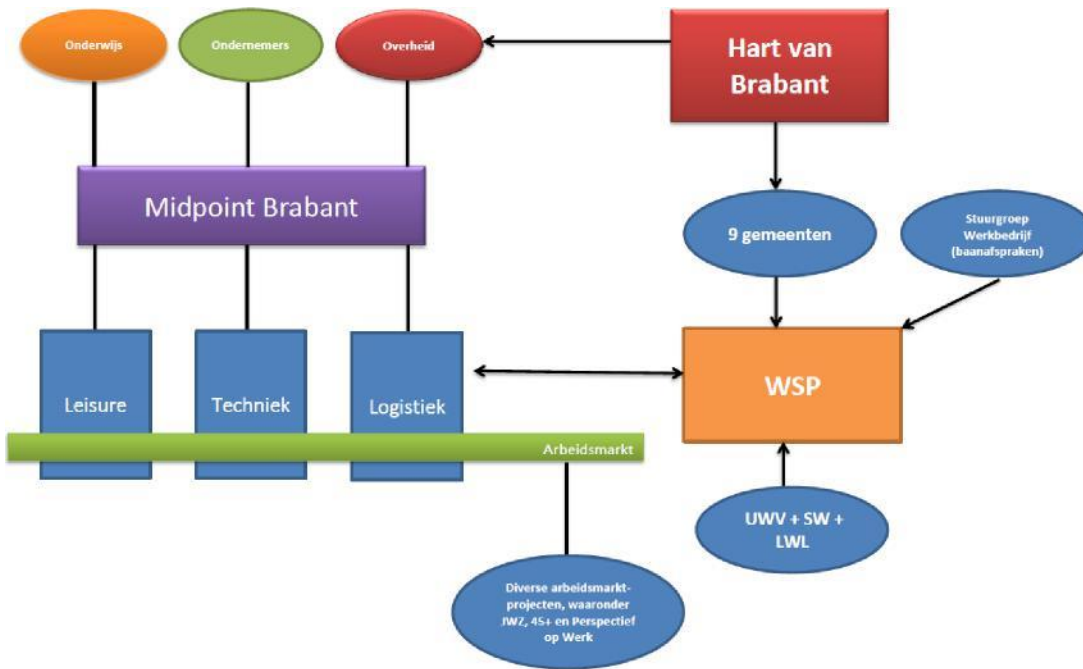 Onderwijs
Ondernemers
Overheid
Hart van
Brabant
Midpoint Brabant
9 gemeenten
Stuurgroep
Werkbedrijf
(baanafspraken)
Leisure
Techniek
Logistiek
WSP
Arbeidsmarkt
UWV + SW +
LWL
Diverse arbeidsmarkt-
projecten, waaronder
JWZ, 45+ en Perspectief
op Werk